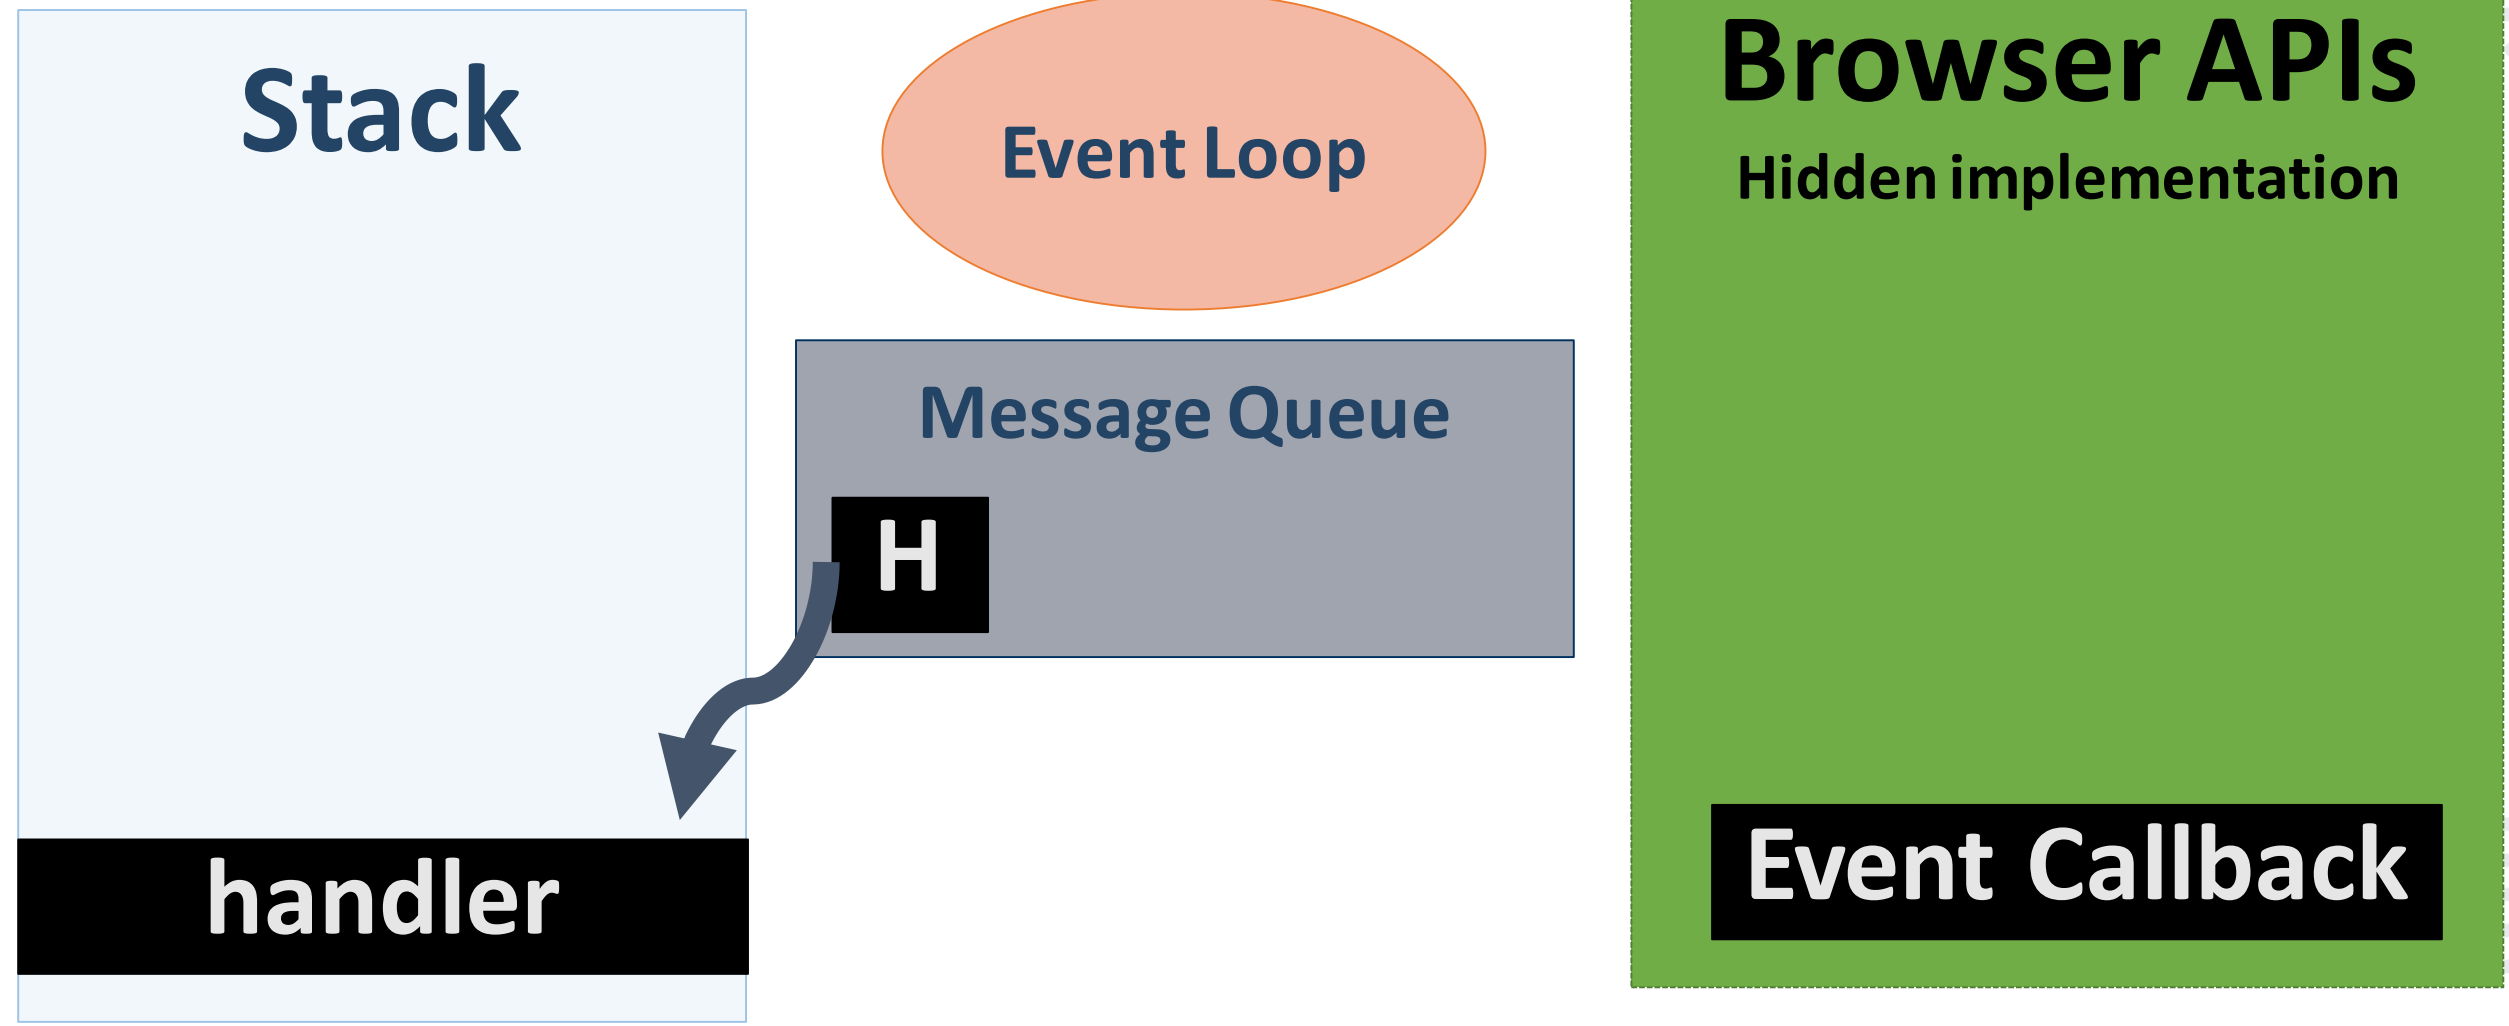 Stack
Event Loop
Browser APIs
Hidden implementation
Message Queue
H
handler
Event Callback